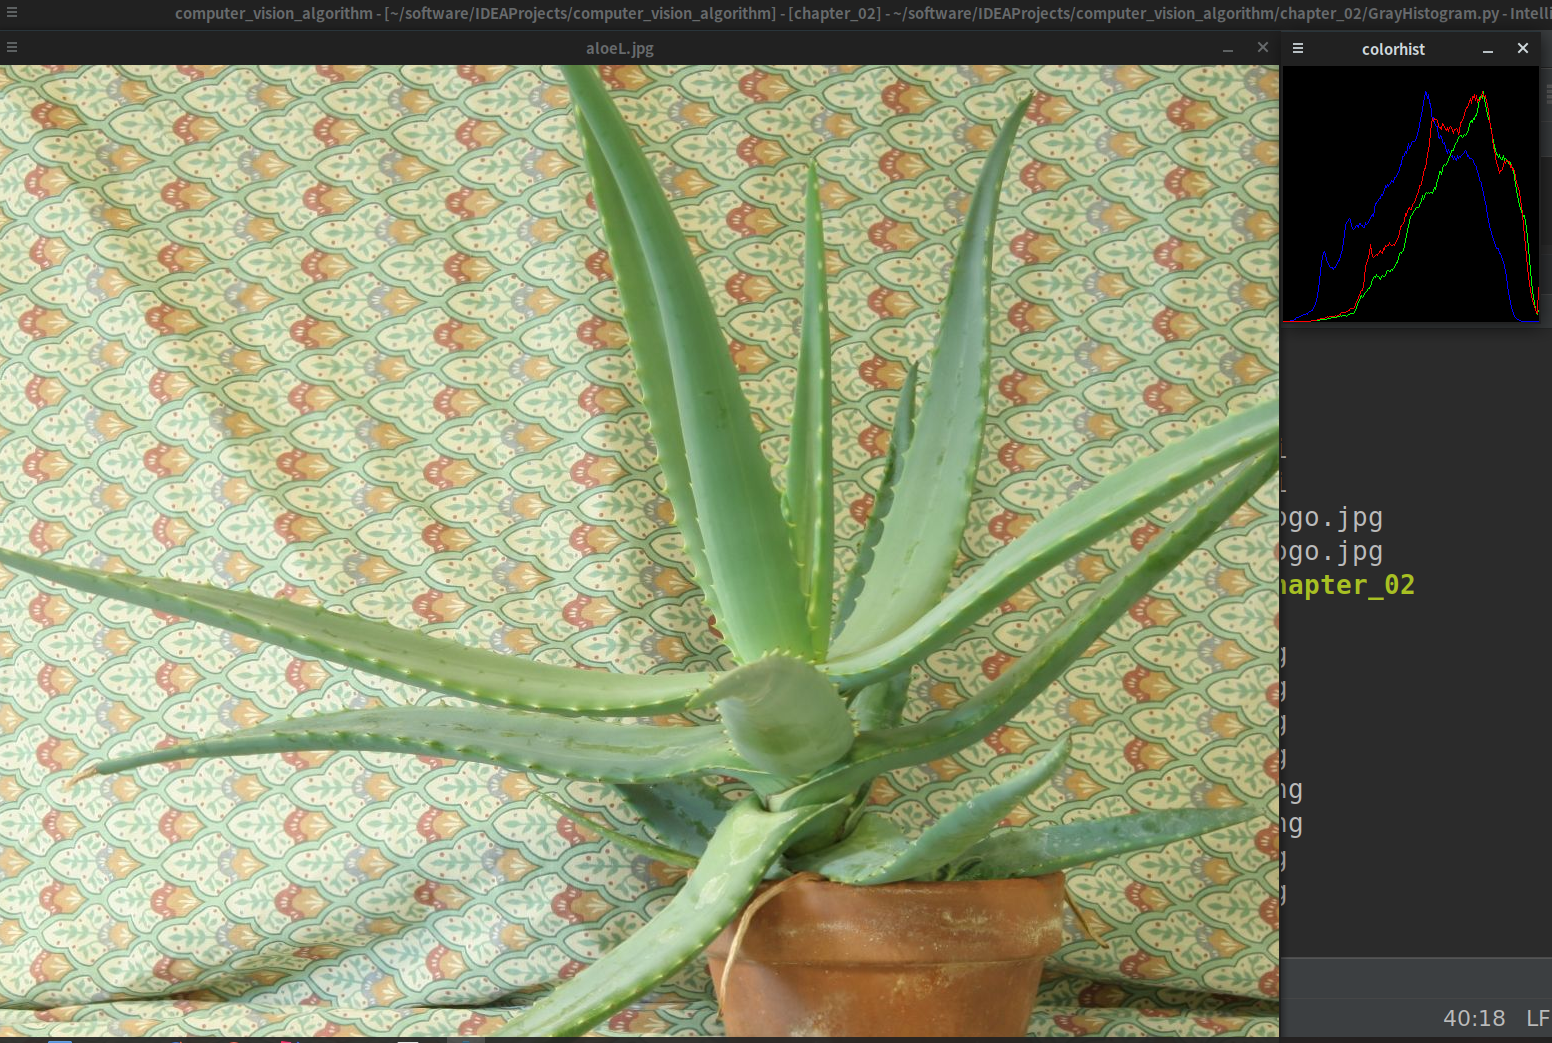 computer_vision_algorithm - [~/software/IDEAProjects/computer_vision_algorithm] - [chapter_02] - ~/software/IDEAProjects/computer_vision_algorithm/chapter_02/GrayHistogram.py - Intelli
aloeL.jpg
colorhist
ogo.jpg
ogo.jpg
hapter_02
g
g
g
g
ng
ng
g
g
40:18 LF